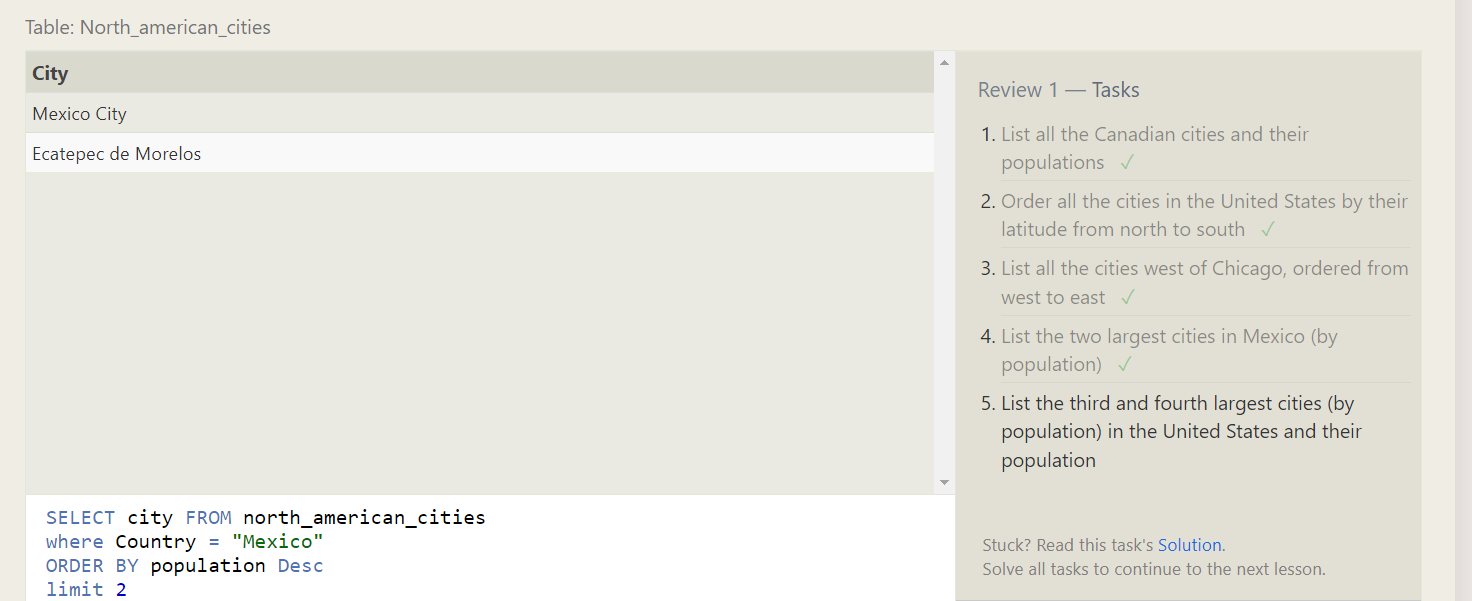 Table: North_american_cities
City
Mexico City
Ecatepec de Morelos
SELECT city FROM north_american_cities
where Country = "Mexico"
ORDER BY population Desc
limit 2
Review 1 — Tasks
1. List all the Canadian cities and their
populations ✓
2. Order all the cities in the United States by their
latitude from north to south ✓
3. List all the cities west of Chicago, ordered from
west to east ✓
4. List the two largest cities in Mexico (by
population) ✓
5. List the third and fourth largest cities (by
population) in the United States and their
population
Stuck? Read this task's Solution.
Solve all tasks to continue to the next lesson.